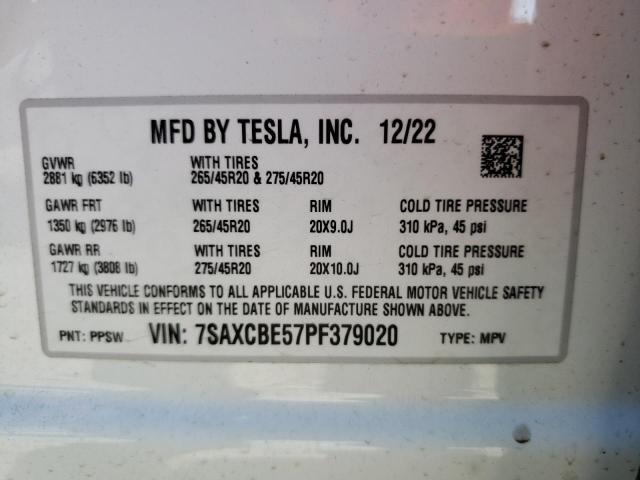 MFD BY TESLA, INC. 12/22
GVWR WITH TIRES
2881 kg (6352 lb) 265/45R20 & 275/45R20
GAWR FRT WITH TIRES RIM COLD TIRE PRESSURE
1350 kg (2976 lb) 265/45R20 20X9.0J 310 kPa, 45 psi
GAWR RR WITH TIRES RIM COLD TIRE PRESSURE
1727 kg (3808 lb) 275/45R20 20X10.0J 310 kPa, 45 psi
THIS VEHICLE CONFORMS TO ALL APPLICABLE U.S. FEDERAL MOTOR VEHICLE SAFETY
STANDARDS IN EFFECT ON THE DATE OF MANUFACTURE SHOWN ABOVE.
PNT: PPSW VIN: 7SAXCBE57PF379020 TYPE: MPV